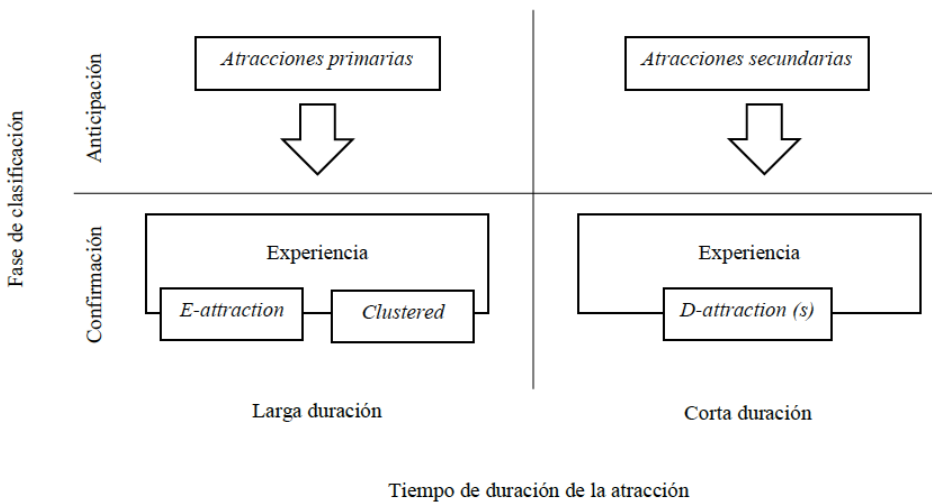 Fase de clasificación
Anticipación
Atracciones primarias
Atracciones secundarias
Confirmación
Experiencia
E-attraction
Clustered
Experiencia
D-attraction (s)
Larga duración
Corta duración
Tiempo de duración de la atracción